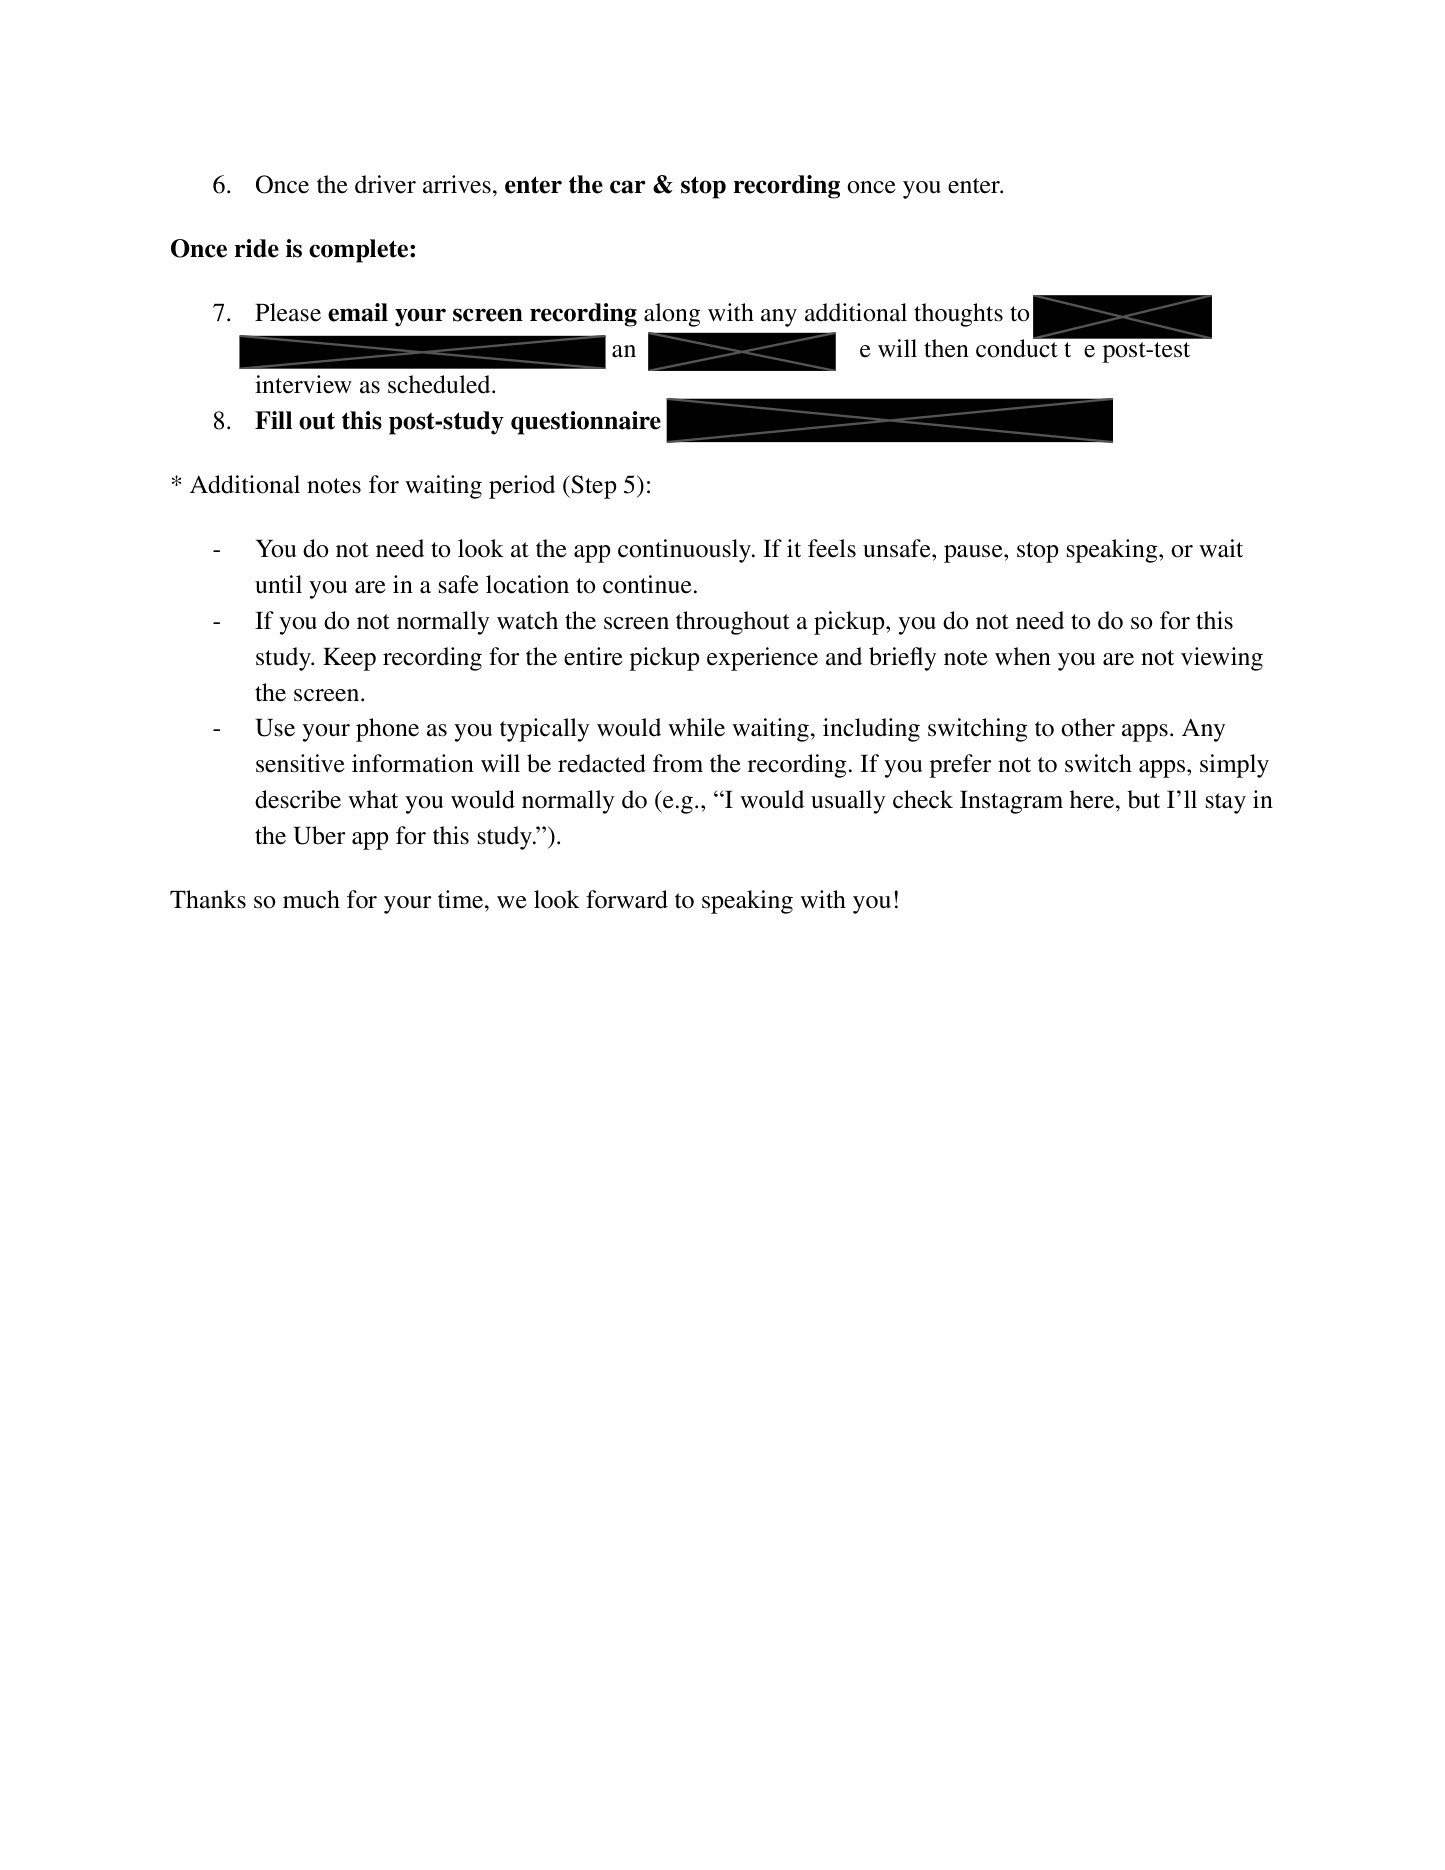 6. Once the driver arrives, enter the car & stop recording once you enter.
Once ride is complete:
7. Please email your screen recording along with any additional thoughts to
an e will then conduct t e post-test
interview as scheduled.
8. Fill out this post-study questionnaire
* Additional notes for waiting period (Step 5):
- You do not need to look at the app continuously. If it feels unsafe, pause, stop speaking, or wait
until you are in a safe location to continue.
- If you do not normally watch the screen throughout a pickup, you do not need to do so for this
study. Keep recording for the entire pickup experience and briefly note when you are not viewing
the screen.
- Use your phone as you typically would while waiting, including switching to other apps. Any
sensitive information will be redacted from the recording. If you prefer not to switch apps, simply
describe what you would normally do (e.g., “I would usually check Instagram here, but I’ll stay in
the Uber app for this study.”).
Thanks so much for your time, we look forward to speaking with you!